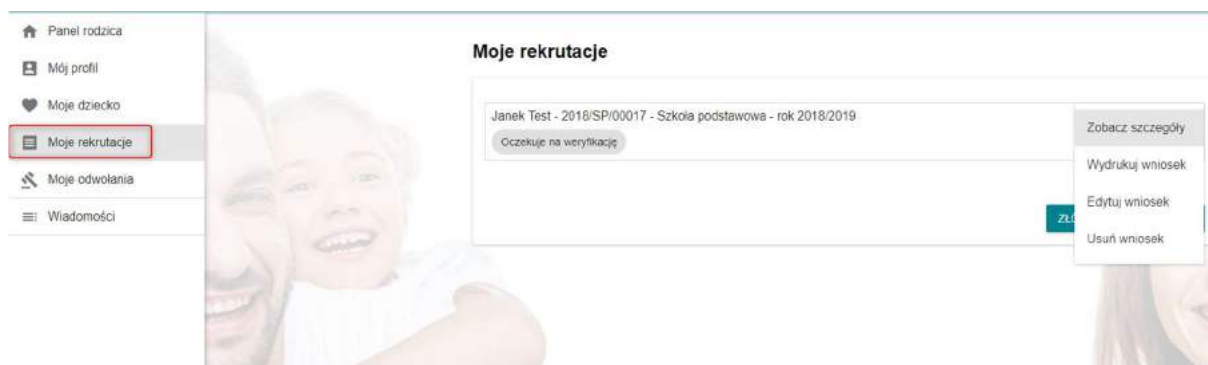 Panel rodzica
Mój profil
Moje dziecko
Moje rekrutacje
Moje odwołania
Wiadomości
Moje rekrutacje
Janek Test - 2018/SP/00017 - Szkoła podstawowa - rok 2018/2019
Oczekuje na weryfikację
Zobacz szczegóły
Wydrukuj wniosek
Edytuj wniosek
Usuń wniosek